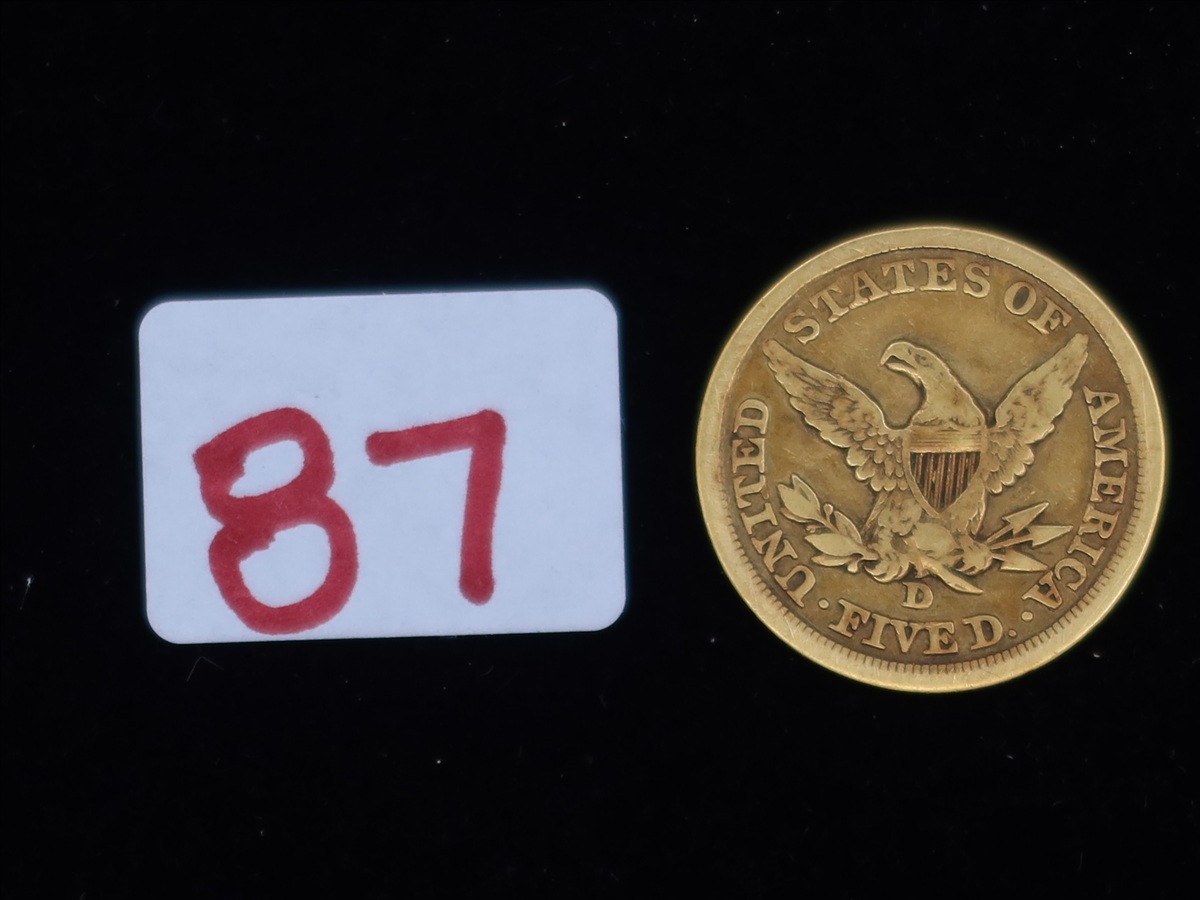 87
UNITED STATES OF AMERICA
D
· FIVE D. ·